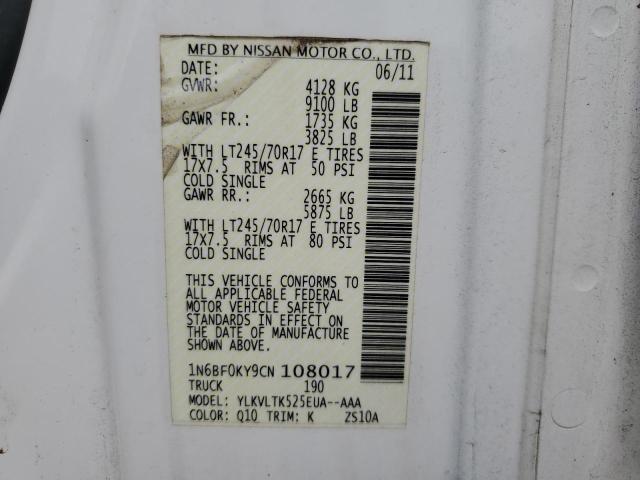 MFD BY NISSAN MOTOR CO., LTD.
DATE: 06/11
GVWR: 4128 KG
9100 LB
GAWR FR.: 1735 KG
3825 LB
WITH LT245/70R17 E TIRES
17X7.5 RIMS AT 50 PSI
COLD SINGLE
GAWR RR.: 2665 KG
5875 LB
WITH LT245/70R17 E TIRES
17X7.5 RIMS AT 80 PSI
COLD SINGLE
THIS VEHICLE CONFORMS TO
ALL APPLICABLE FEDERAL
MOTOR VEHICLE SAFETY
STANDARDS IN EFFECT ON
THE DATE OF MANUFACTURE
SHOWN ABOVE.
1N6BF0KY9CN 108017
TRUCK 190
MODEL: YLKVLTK525EUA--AAA
COLOR: Q10 TRIM: K ZS10A